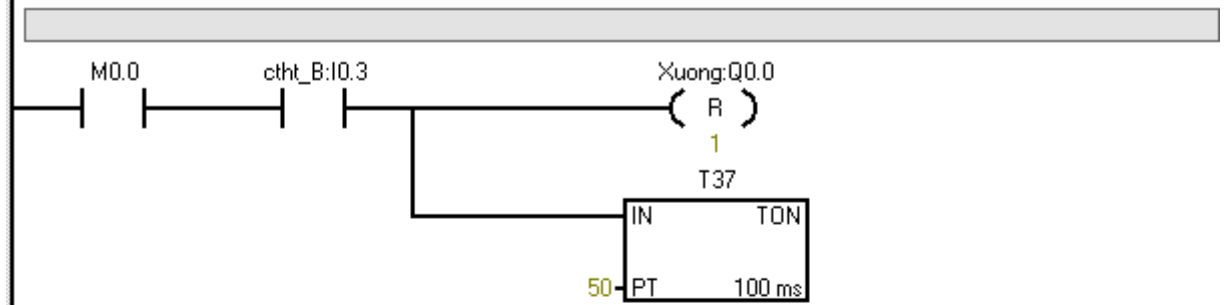 M0.0 ctht_B:I0.3 Xuong:Q0.0
R
1
T37
IN TON
50 PT 100 ms